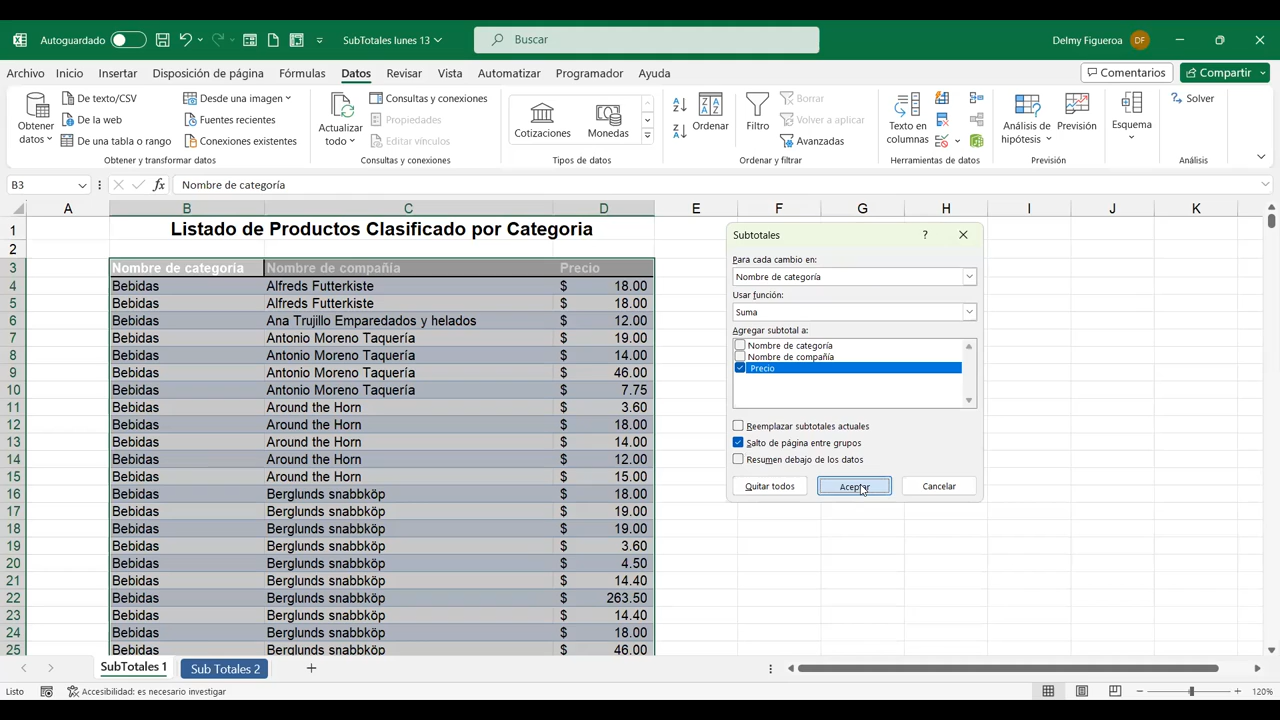 Autoguardado
SubTotales lunes 13
Buscar
Delmy Figueroa
DF
Archivo Inicio Insertar Disposición de página Fórmulas Datos Revisar Vista Automatizar Programador Ayuda
Comentarios
Compartir
Obtener datos
De texto/CSV
De la web
De una tabla o rango
Desde una imagen
Fuentes recientes
Conexiones existentes
Obtener y transformar datos
Actualizar todo
Consultas y conexiones
Propiedades
Editar vínculos
Consultas y conexiones
Cotizaciones
Monedas
Tipos de datos
Ordenar
Filtro
Borrar
Volver a aplicar
Avanzadas
Ordenar y filtrar
Texto en columnas
Herramientas de datos
Análisis de hipótesis
Previsión
Previsión
Esquema
Solver
Análisis
B3
fx
Nombre de categoría
A B C D E F G H I J K
1 Listado de Productos Clasificado por Categoria
2
3 Nombre de categoría Nombre de compañía Precio
4 Bebidas Alfreds Futterkiste $ 18.00
5 Bebidas Alfreds Futterkiste $ 18.00
6 Bebidas Ana Trujillo Emparedados y helados $ 12.00
7 Bebidas Antonio Moreno Taquería $ 19.00
8 Bebidas Antonio Moreno Taquería $ 14.00
9 Bebidas Antonio Moreno Taquería $ 46.00
10 Bebidas Antonio Moreno Taquería $ 7.75
11 Bebidas Around the Horn $ 3.60
12 Bebidas Around the Horn $ 18.00
13 Bebidas Around the Horn $ 14.00
14 Bebidas Around the Horn $ 12.00
15 Bebidas Around the Horn $ 15.00
16 Bebidas Berglunds snabbköp $ 18.00
17 Bebidas Berglunds snabbköp $ 19.00
18 Bebidas Berglunds snabbköp $ 19.00
19 Bebidas Berglunds snabbköp $ 3.60
20 Bebidas Berglunds snabbköp $ 4.50
21 Bebidas Berglunds snabbköp $ 14.40
22 Bebidas Berglunds snabbköp $ 263.50
23 Bebidas Berglunds snabbköp $ 14.40
24 Bebidas Berglunds snabbköp $ 18.00
25 Bebidas Berglunds snabbköp $ 46.00
Subtotales
?
Para cada cambio en:
Nombre de categoría
Usar función:
Suma
Agregar subtotal a:
Nombre de categoría
Nombre de compañía
Precio
Reemplazar subtotales actuales
Salto de página entre grupos
Resumen debajo de los datos
Quitar todos Aceptar Cancelar
SubTotales 1 Sub Totales 2
Listo
Accesibilidad: es necesario investigar
120%